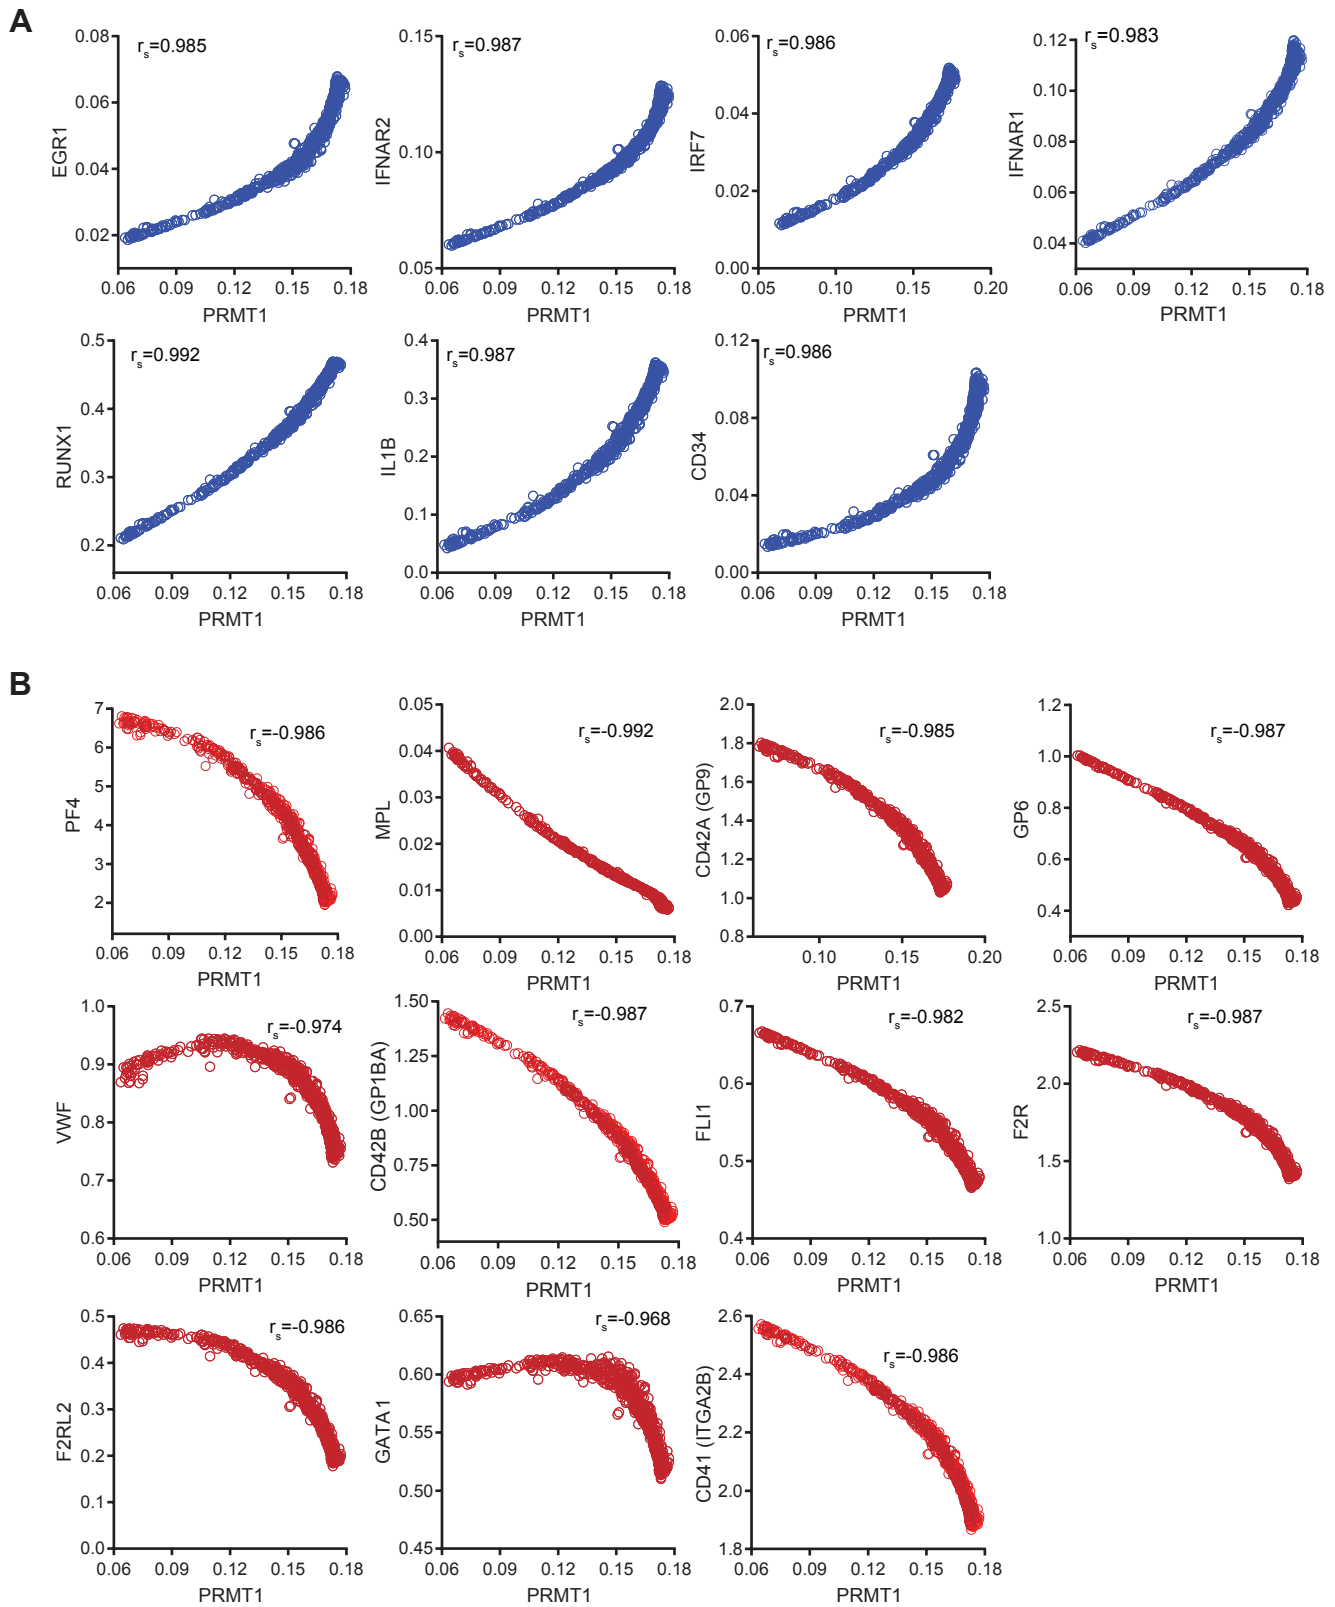 A
EGR1
rs=0.985
0.08
0.06
0.04
0.02
0.06 0.09 0.12 0.15 0.18
PRMT1
IFNAR2
rs=0.987
0.15
0.10
0.05
0.06 0.09 0.12 0.15 0.18
PRMT1
IRF7
rs=0.986
0.06
0.04
0.02
0.00
0.05 0.10 0.15 0.20
PRMT1
IFNAR1
rs=0.983
0.12
0.10
0.08
0.06
0.04
0.06 0.09 0.12 0.15 0.18
PRMT1
RUNX1
rs=0.992
0.5
0.4
0.3
0.2
0.06 0.09 0.12 0.15 0.18
PRMT1
IL1B
rs=0.987
0.4
0.3
0.2
0.1
0.0
0.06 0.09 0.12 0.15 0.18
PRMT1
CD34
rs=0.986
0.12
0.08
0.04
0.00
0.06 0.09 0.12 0.15 0.18
PRMT1
B
PF4
rs=-0.986
7
6
5
4
3
2
0.06 0.09 0.12 0.15 0.18
PRMT1
MPL
rs=-0.992
0.05
0.04
0.03
0.02
0.01
0.00
0.06 0.09 0.12 0.15 0.18
PRMT1
CD42A (GP9)
rs=-0.985
2.0
1.8
1.6
1.4
1.2
1.0
0.8
0.10 0.15 0.20
PRMT1
GP6
rs=-0.987
1.2
1.0
0.8
0.6
0.4
0.06 0.09 0.12 0.15 0.18
PRMT1
VWF
rs=-0.974
1.0
0.9
0.8
0.7
0.6
0.06 0.09 0.12 0.15 0.18
PRMT1
CD42B (GP1BA)
rs=-0.987
1.50
1.25
1.00
0.75
0.50
0.06 0.09 0.12 0.15 0.18
PRMT1
FLI1
rs=-0.982
0.7
0.6
0.5
0.4
0.06 0.09 0.12 0.15 0.18
PRMT1
F2R
rs=-0.987
2.5
2.0
1.5
1.0
0.06 0.09 0.12 0.15 0.18
PRMT1
F2RL2
rs=-0.986
0.5
0.4
0.3
0.2
0.1
0.0
0.06 0.09 0.12 0.15 0.18
PRMT1
GATA1
rs=-0.968
0.65
0.60
0.55
0.50
0.45
0.06 0.09 0.12 0.15 0.18
PRMT1
CD41 (ITGA2B)
rs=-0.986
2.6
2.4
2.2
2.0
1.8
0.06 0.09 0.12 0.15 0.18
PRMT1